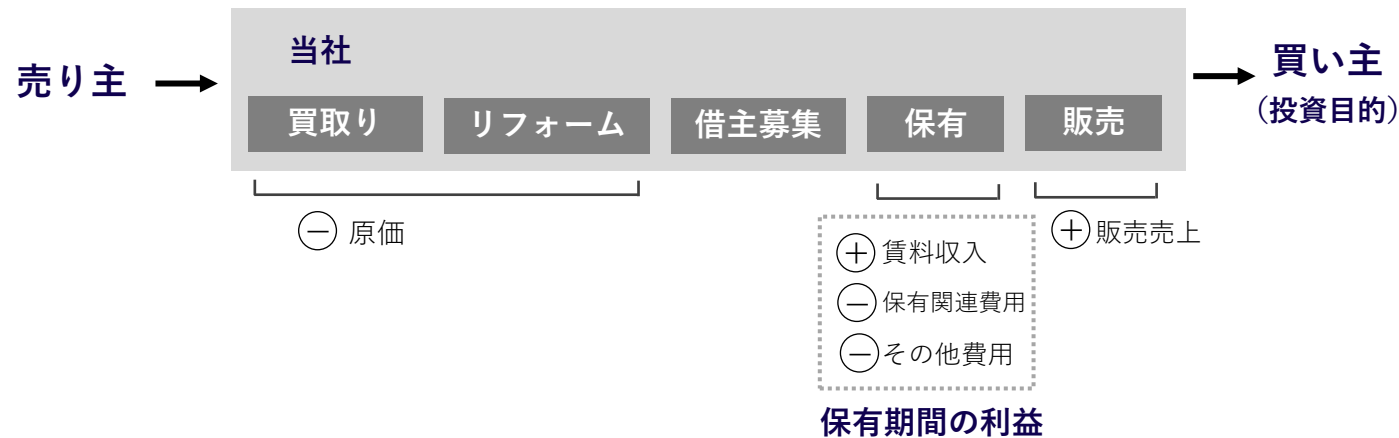 当社
売り主
買い主
(投資目的)
買取り
リフォーム
借主募集
保有
販売
原価
賃料収入
保有関連費用
その他費用
販売売上
保有期間の利益